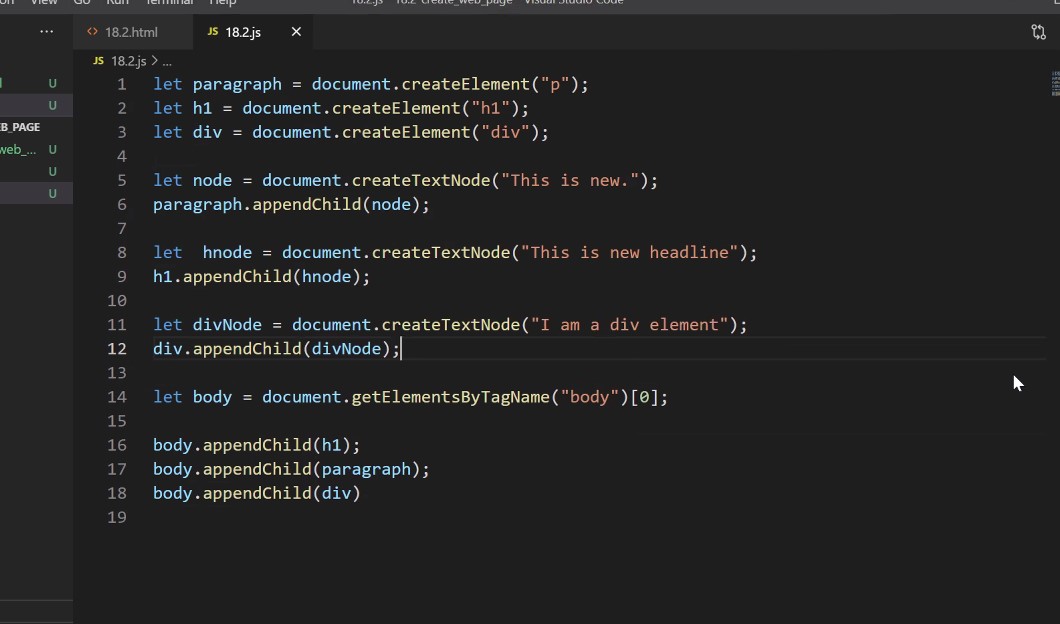 View Go Run Terminal Help 18.2.js 18.2 create_web_page Visual Studio Code
... <> 18.2.html JS 18.2.js ×
JS 18.2.js > ...
U
U
EB_PAGE
web_... U
U
U
1 let paragraph = document.createElement("p");
2 let h1 = document.createElement("h1");
3 let div = document.createElement("div");
4
5 let node = document.createTextNode("This is new.");
6 paragraph.appendChild(node);
7
8 let  hnode = document.createTextNode("This is new headline");
9 h1.appendChild(hnode);
10
11 let divNode = document.createTextNode("I am a div element");
12 div.appendChild(divNode);
13
14 let body = document.getElementsByTagName("body")[0];
15
16 body.appendChild(h1);
17 body.appendChild(paragraph);
18 body.appendChild(div)
19